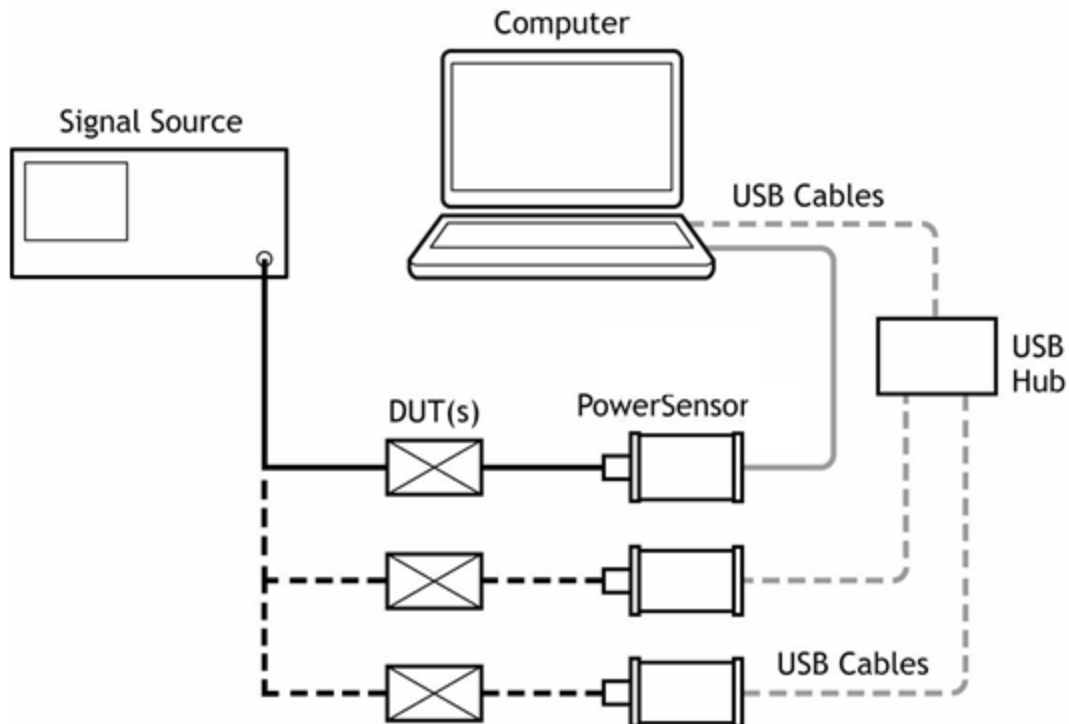 Computer
Signal Source
USB Cables
USB
Hub
DUT(s)
PowerSensor
USB Cables